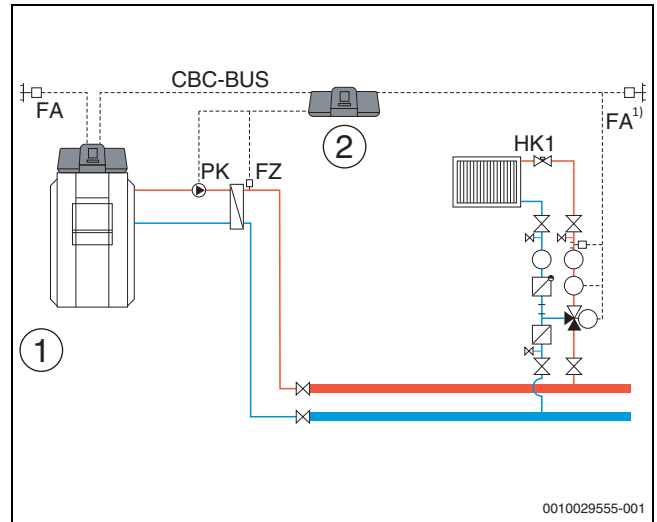 CBC-BUS
FA
FA1)
2
HK1
PK
FZ
1
0010029555-001